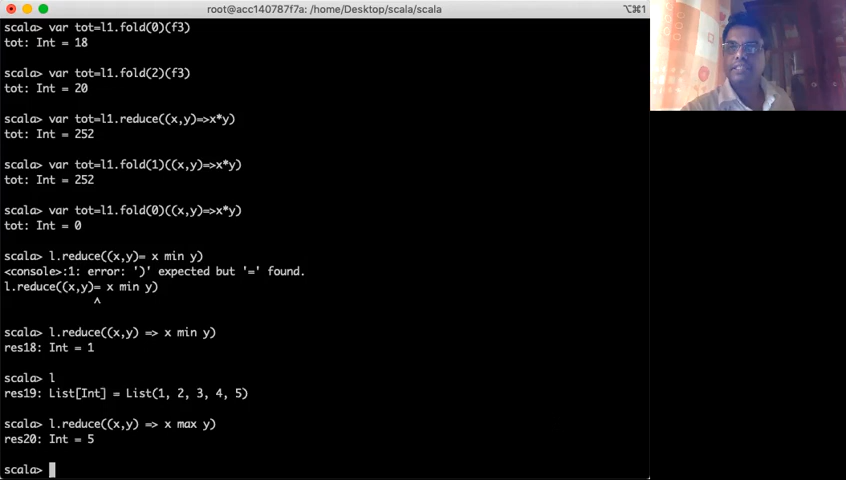 root@acc140787f7a: /home/Desktop/scala/scala
⌥⌘1
scala> var tot=l1.fold(0)(f3)
tot: Int = 18
scala> var tot=l1.fold(2)(f3)
tot: Int = 20
scala> var tot=l1.reduce((x,y)=>x*y)
tot: Int = 252
scala> var tot=l1.fold(1)((x,y)=>x*y)
tot: Int = 252
scala> var tot=l1.fold(0)((x,y)=>x*y)
tot: Int = 0
scala> l.reduce((x,y)= x min y)
<console>:1: error: ')' expected but '=' found.
l.reduce((x,y)= x min y)
^
scala> l.reduce((x,y) => x min y)
res18: Int = 1
scala> l
res19: List[Int] = List(1, 2, 3, 4, 5)
scala> l.reduce((x,y) => x max y)
res20: Int = 5
scala>